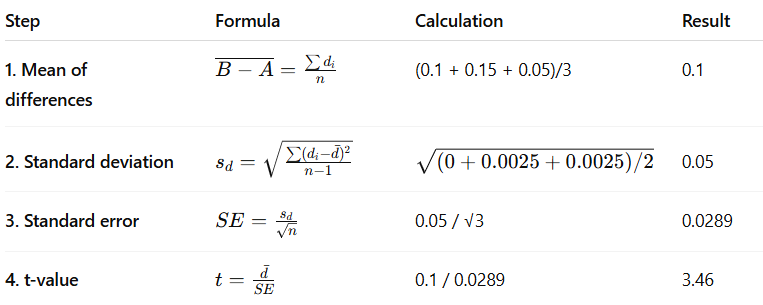 Step Formula Calculation Result
1. Mean of differences $\overline{B - A} = \frac{\sum d_i}{n}$ (0.1 + 0.15 + 0.05)/3 0.1
2. Standard deviation $s_d = \sqrt{\frac{\sum (d_i - \bar{d})^2}{n-1}}$ $\sqrt{(0 + 0.0025 + 0.0025)/2}$ 0.05
3. Standard error $SE = \frac{s_d}{\sqrt{n}}$ 0.05 / √3 0.0289
4. t-value $t = \frac{\bar{d}}{SE}$ 0.1 / 0.0289 3.46